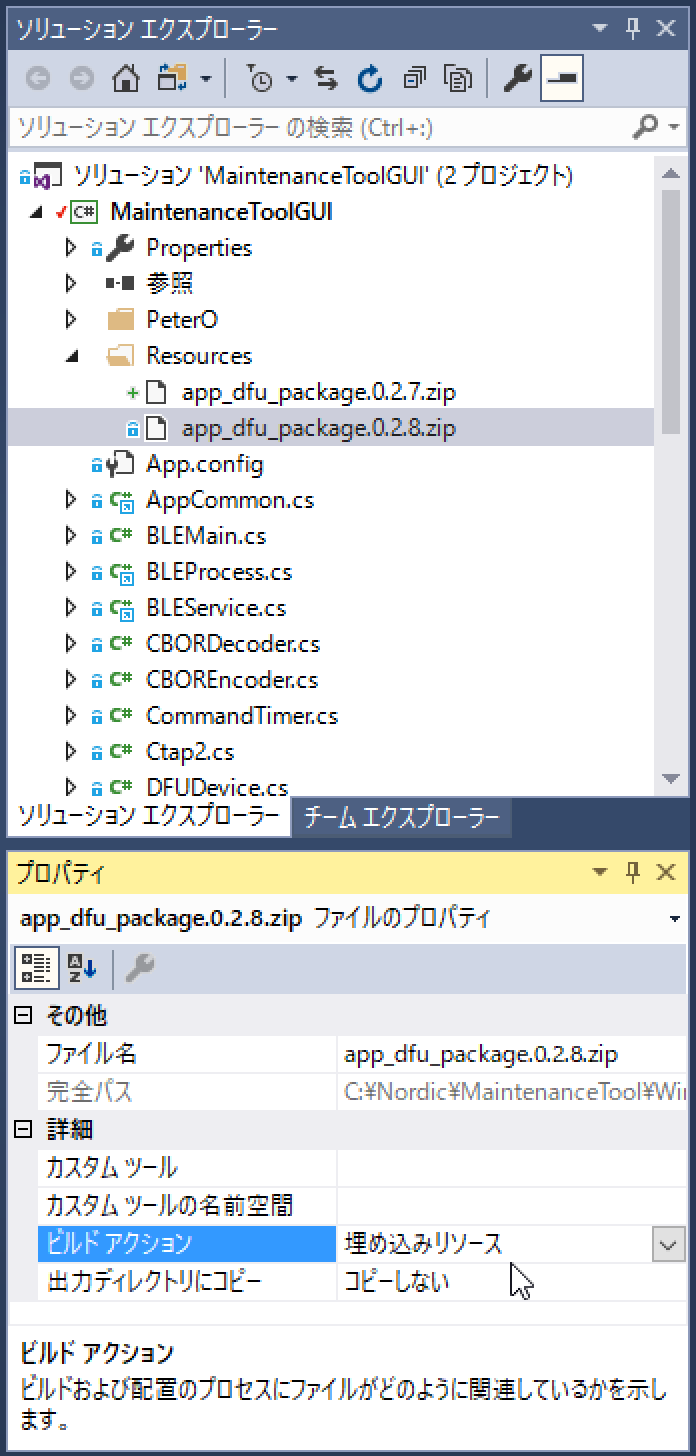 ソリューション エクスプローラー
ソリューション エクスプローラー の検索 (Ctrl+:)
ソリューション 'MaintenanceToolGUI' (2 プロジェクト)
C# MaintenanceToolGUI
Properties
参照
PeterO
Resources
app_dfu_package.0.2.7.zip
app_dfu_package.0.2.8.zip
App.config
C# AppCommon.cs
C# BLEMain.cs
C# BLEProcess.cs
C# BLEService.cs
C# CBORDecoder.cs
C# CBOREncoder.cs
C# CommandTimer.cs
C# Ctap2.cs
C# DFUDevice.cs
ソリューション エクスプローラー チーム エクスプローラー
プロパティ
app_dfu_package.0.2.8.zip ファイルのプロパティ
その他
ファイル名 app_dfu_package.0.2.8.zip
完全パス C:¥Nordic¥MaintenanceTool¥Wi
詳細
カスタム ツール
カスタム ツールの名前空間
ビルド アクション 埋め込みリソース
出力ディレクトリにコピー コピーしない
ビルド アクション
ビルドおよび配置のプロセスにファイルがどのように関連しているかを示し
ます。